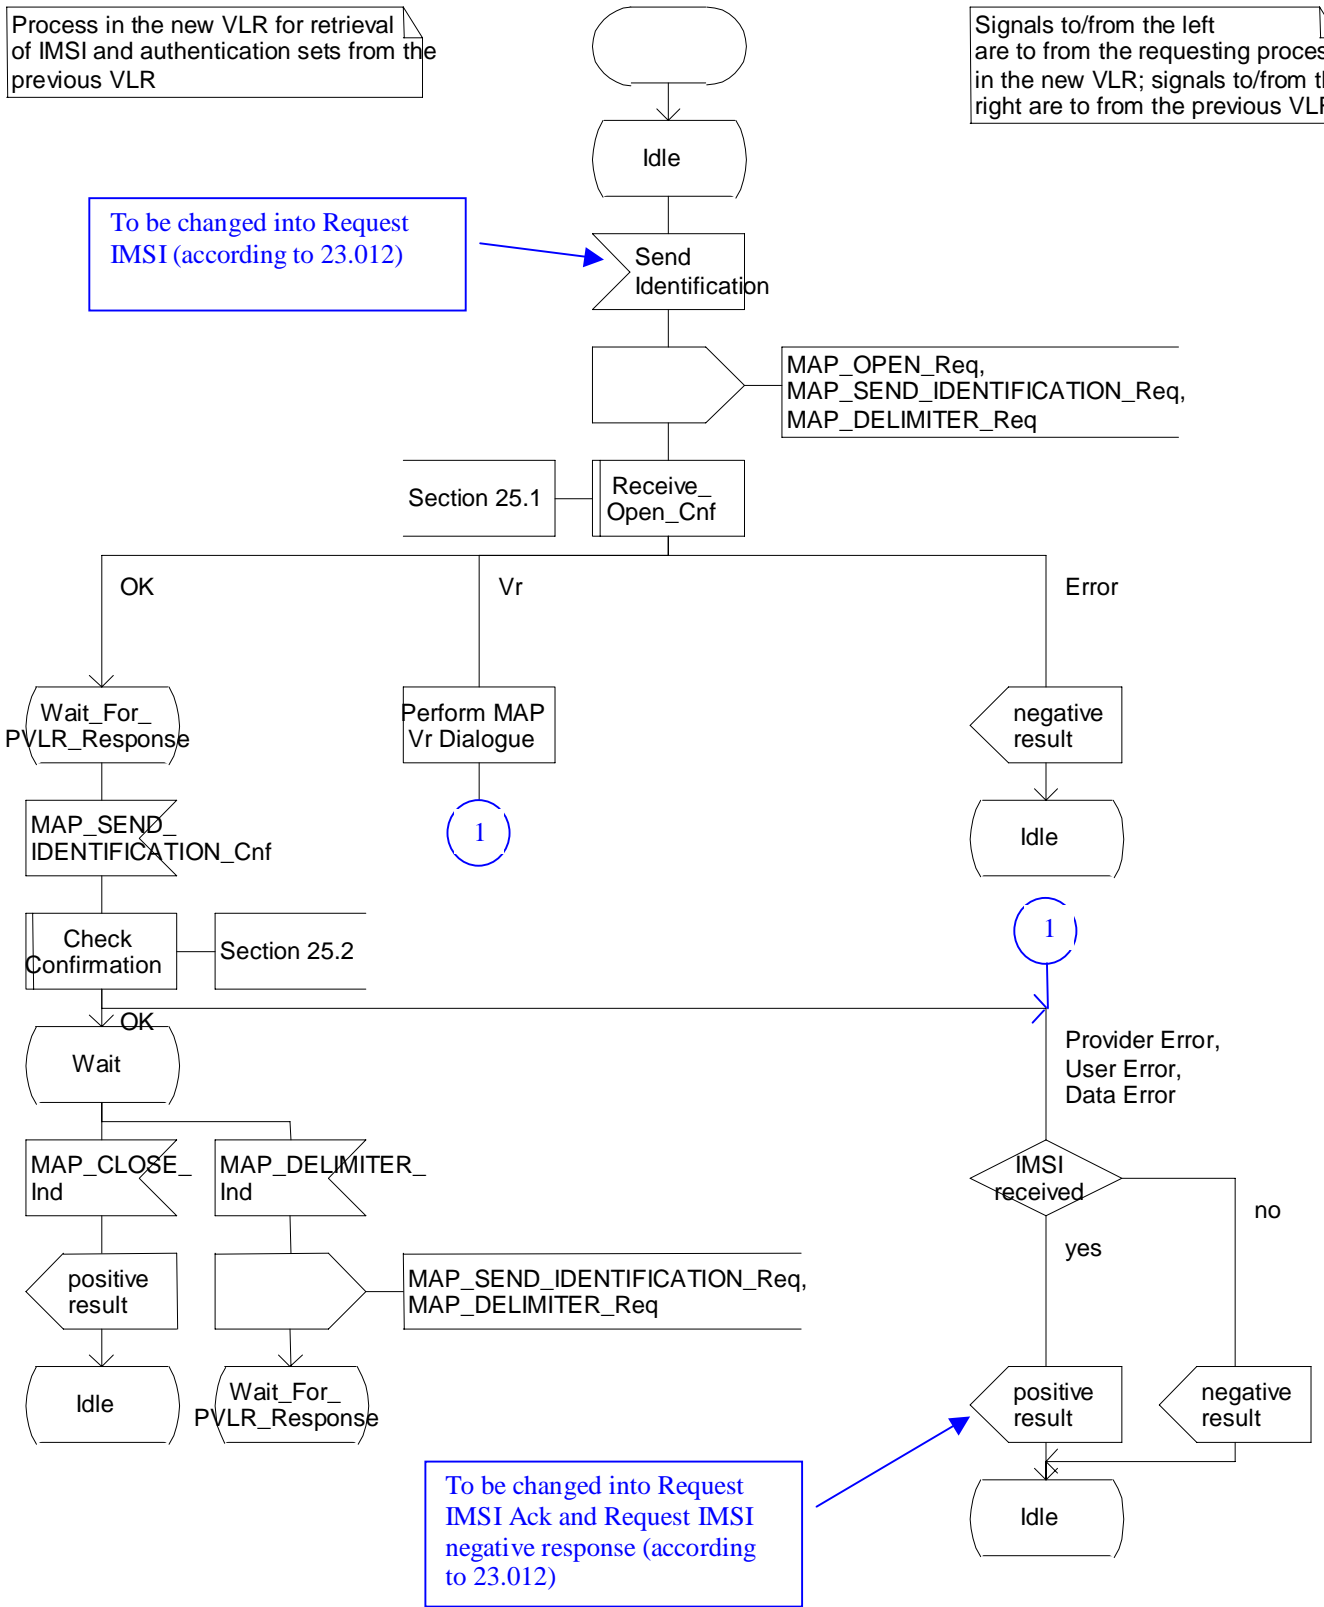 Process in the new VLR for retrieval
of IMSI and authentication sets from the
previous VLR
Signals to/from the left
are to from the requesting
in the new VLR; signals to/from
right are to from the previous
Idle
To be changed into Request
IMSI (according to 23.012)
Send
Identification
MAP_OPEN_Req,
MAP_SEND_IDENTIFICATION_Req,
MAP_DELIMITER_Req
Section 25.1
Receive_
Open_Cnf
OK
Vr
Error
Wait_For_
PVLR_Response
Perform MAP
Vr Dialogue
negative
result
MAP_SEND_
IDENTIFICATION_Cnf
1
Idle
Check
Confirmation
Section 25.2
1
OK
Wait
Provider Error,
User Error,
Data Error
MAP_CLOSE_
Ind
MAP_DELIMITER_
Ind
IMSI
received
no
yes
positive
result
MAP_SEND_IDENTIFICATION_Req,
MAP_DELIMITER_Req
Idle
Wait_For_
PVLR_Response
positive
result
negative
result
To be changed into Request
IMSI Ack and Request IMSI
negative response (according
to 23.012)
Idle